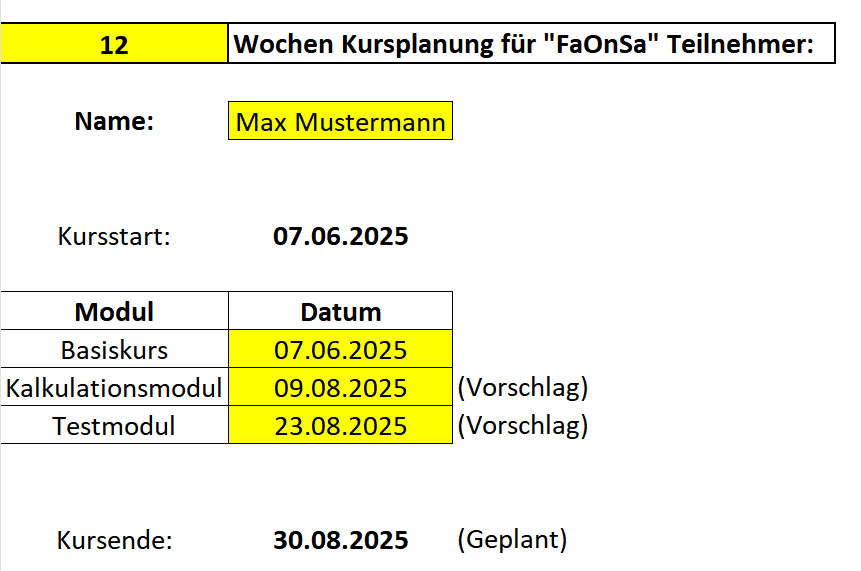 12 Wochen Kursplanung für "FaOnSa" Teilnehmer:
Name: Max Mustermann
Kursstart: 07.06.2025
Modul Datum
Basiskurs 07.06.2025
Kalkulationsmodul 09.08.2025 (Vorschlag)
Testmodul 23.08.2025 (Vorschlag)
Kursende: 30.08.2025 (Geplant)